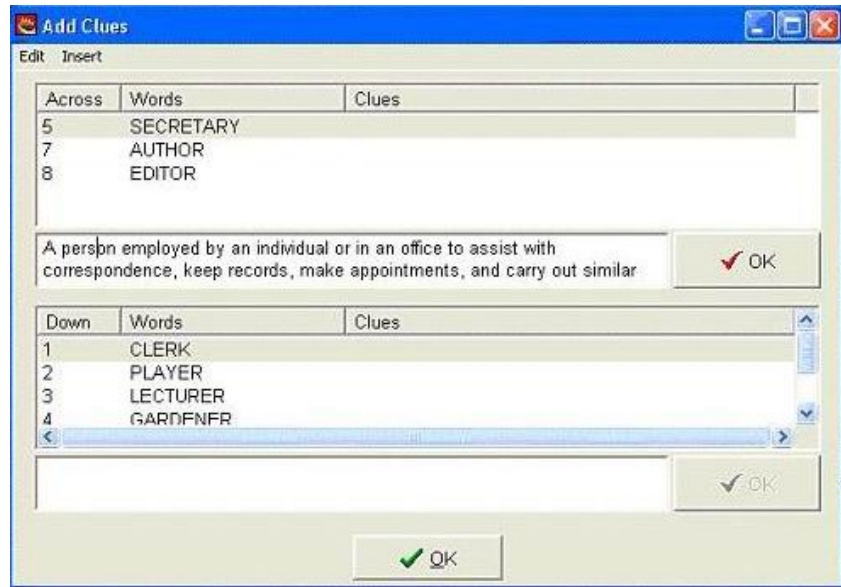 Add Clues
Edit Insert
Across Words Clues
5 SECRETARY
7 AUTHOR
8 EDITOR
A person employed by an individual or in an office to assist with
correspondence, keep records, make appointments, and carry out similar
OK
Down Words Clues
1 CLERK
2 PLAYER
3 LECTURER
4 GARDENER
OK
OK